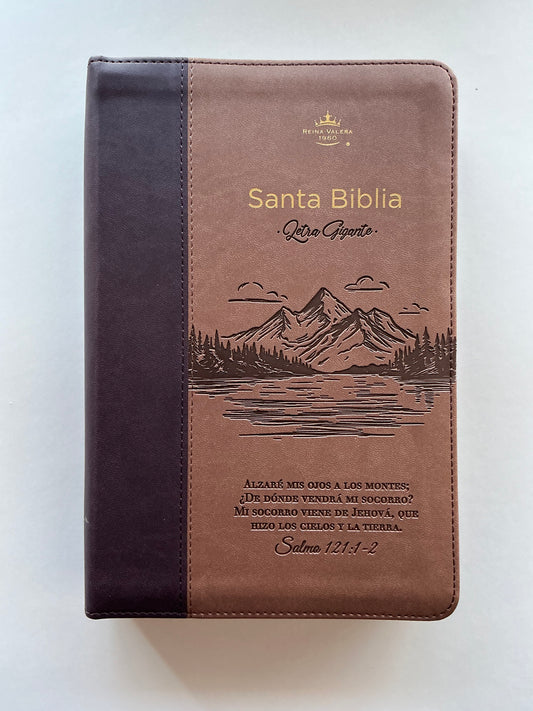 REINA-VALERA
1960
Santa Biblia
·Letra Gigante·
ALZARÉ MIS OJOS A LOS MONTES;
¿DE DÓNDE VENDRÁ MI SOCORRO?
MI SOCORRO VIENE DE JEHOVÁ, QUE
HIZO LOS CIELOS Y LA TIERRA.
Salmo 121:1-2